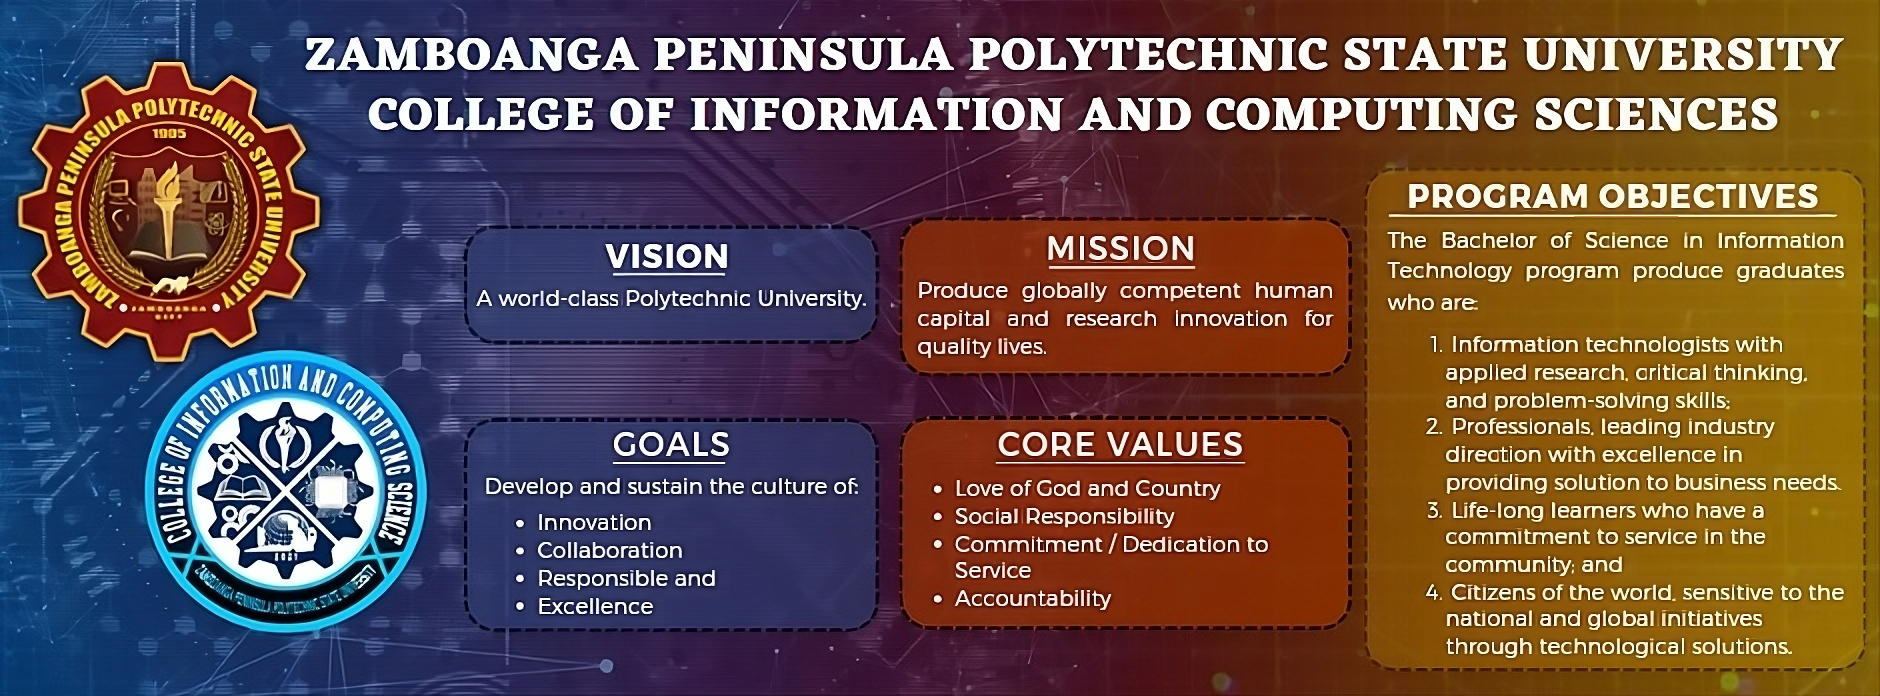 ZAMBOANGA PENINSULA POLYTECHNIC STATE UNIVERSITY
COLLEGE OF INFORMATION AND COMPUTING SCIENCES
ZAMBOANGA PENINSULA POLYTECHNIC STATE UNIVERSITY
1905
ZAMBOANGA
CITY
COLLEGE OF INFORMATION AND COMPUTING SCIENCE
ZAMBOANGA PENINSULA POLYTECHNIC STATE UNIVERSITY
VISION
A world-class Polytechnic University.
MISSION
Produce globally competent human
capital and research innovation for
quality lives.
GOALS
Develop and sustain the culture of:
• Innovation
• Collaboration
• Responsible and
• Excellence
CORE VALUES
• Love of God and Country
• Social Responsibility
• Commitment / Dedication to
Service
• Accountability
PROGRAM OBJECTIVES
The Bachelor of Science in Information
Technology program produce graduates
who are:
1. Information technologists with
applied research, critical thinking,
and problem-solving skills;
2. Professionals, leading industry
direction with excellence in
providing solution to business needs.
3. Life-long learners who have a
commitment to service in the
community; and
4. Citizens of the world, sensitive to the
national and global initiatives
through technological solutions.